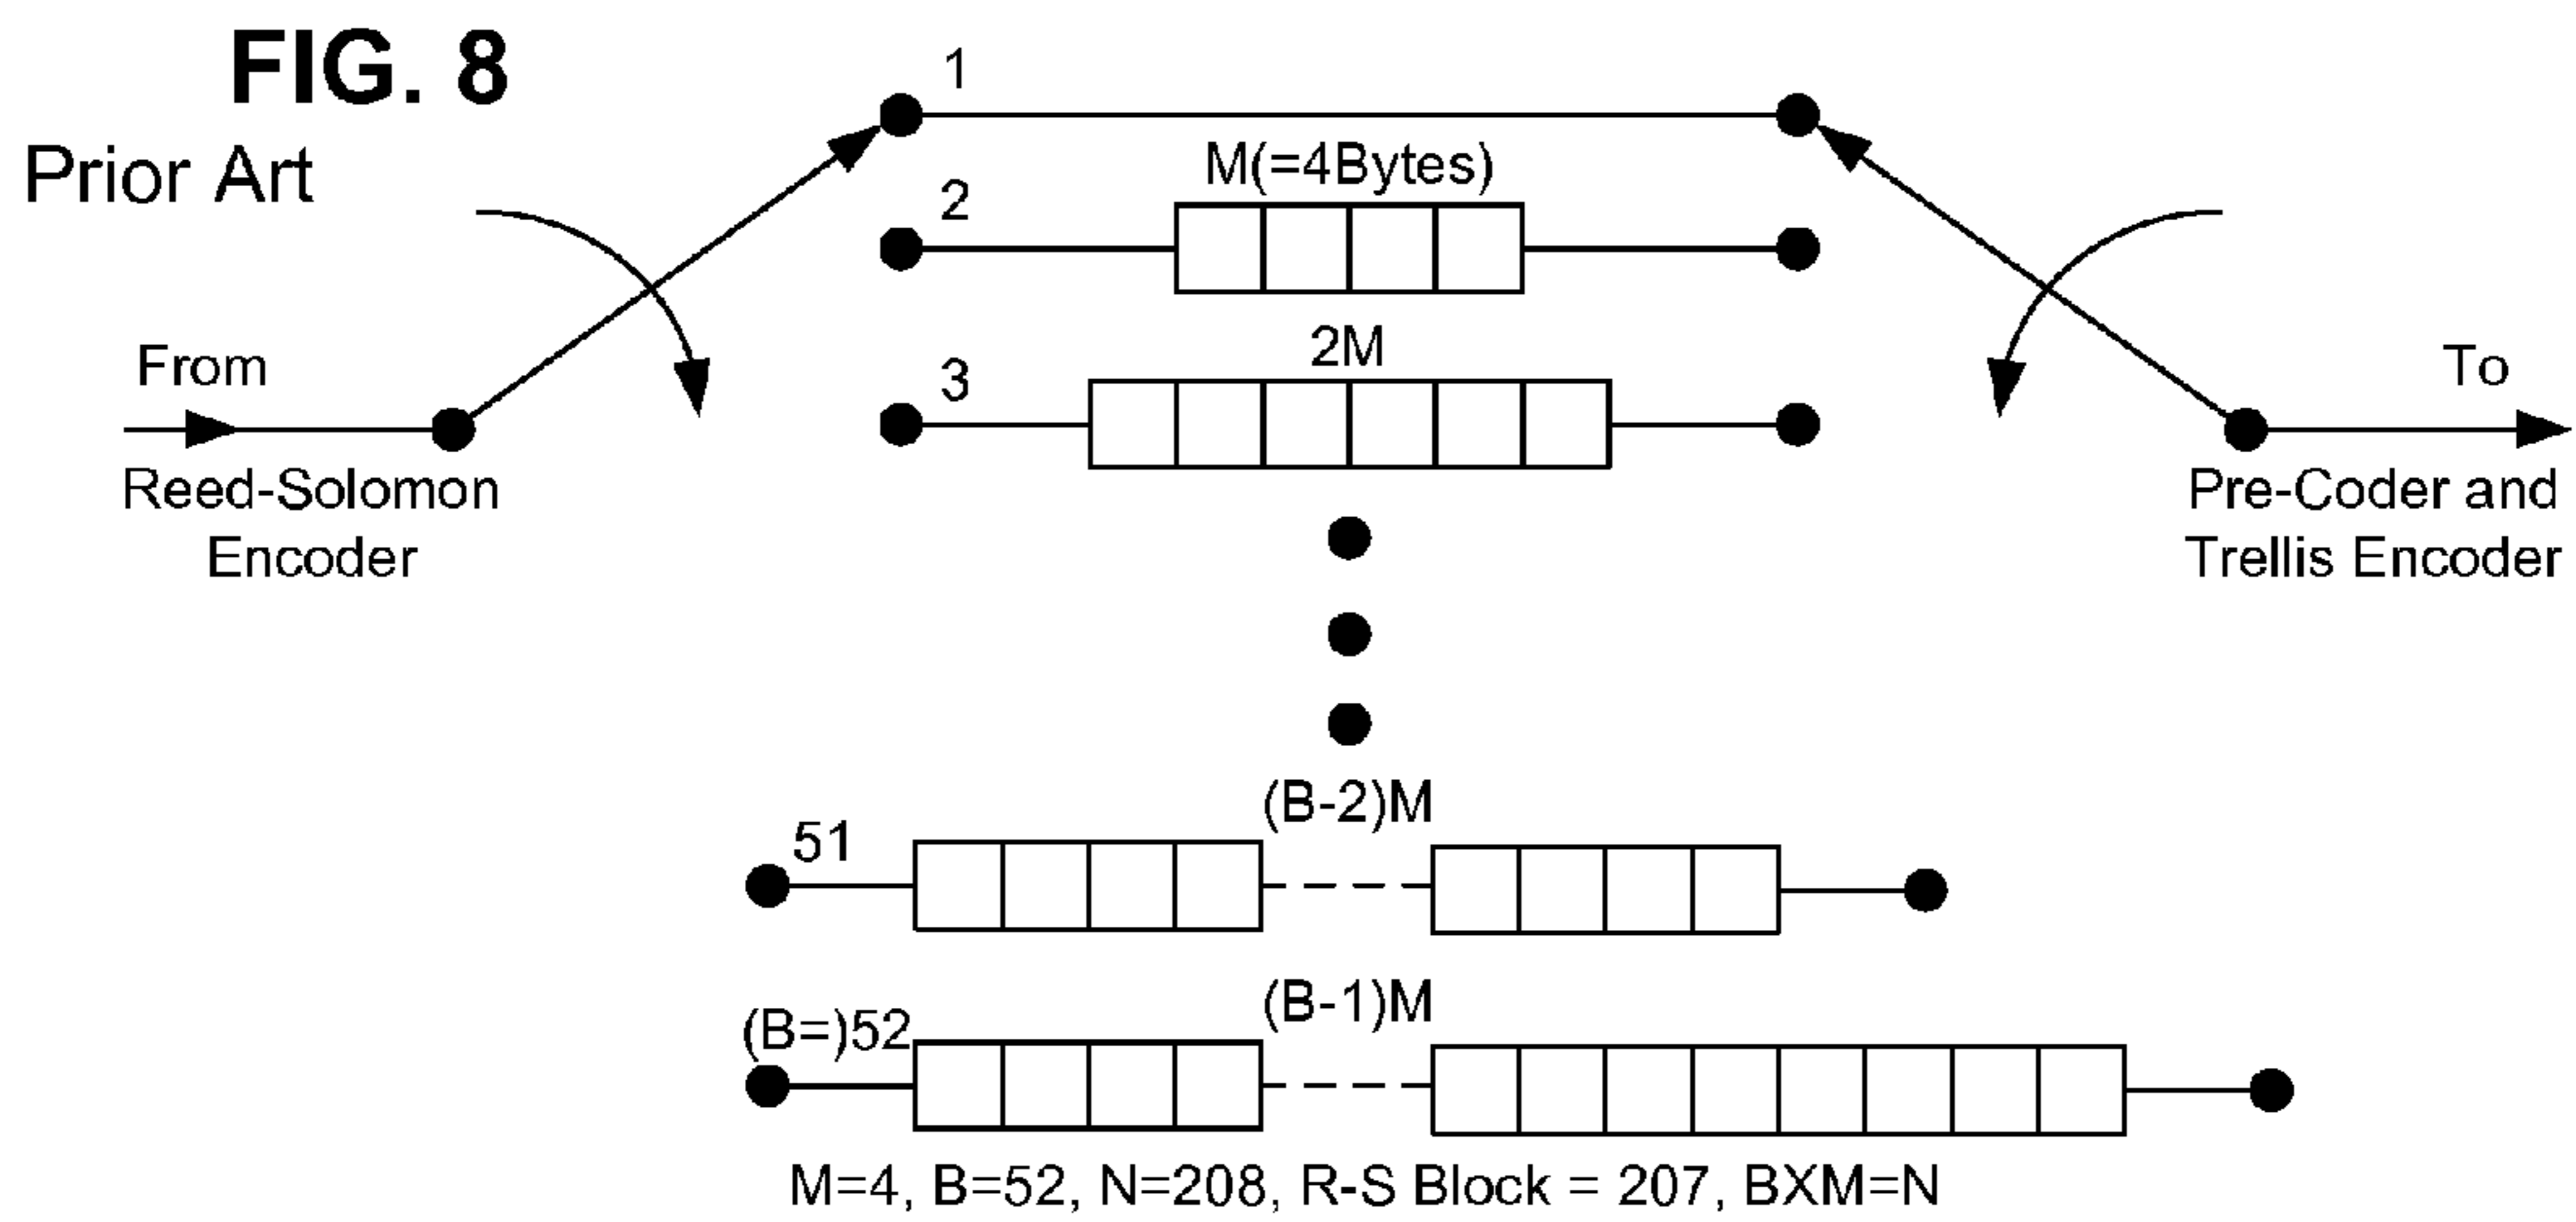 FIG. 8
Prior Art
1
M(=4Bytes)
2
2M
3
From
Reed-Solomon
Encoder
To
Pre-Coder and
Trellis Encoder
(B-2)M
51
(B-1)M
(B=)52
M=4, B=52, N=208, R-S Block = 207, BXM=N